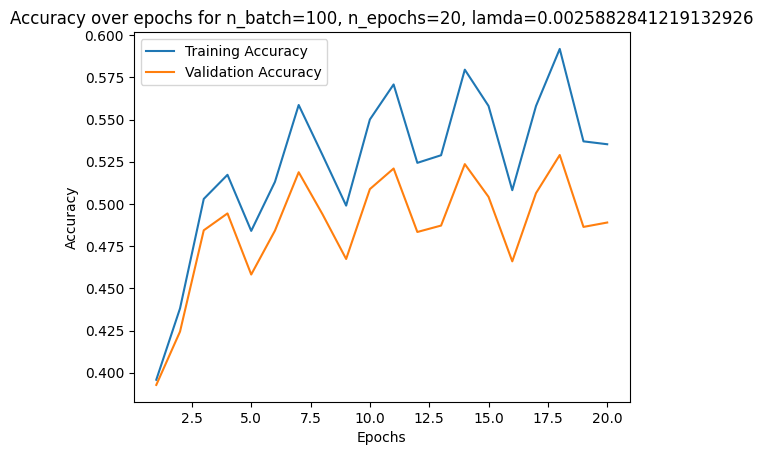 Accuracy over epochs for n_batch=100, n_epochs=20, lamda=0.0025882841219132926
Training Accuracy
Validation Accuracy
0.600
0.575
0.550
0.525
0.500
0.475
0.450
0.425
0.400
Accuracy
2.5 5.0 7.5 10.0 12.5 15.0 17.5 20.0
Epochs